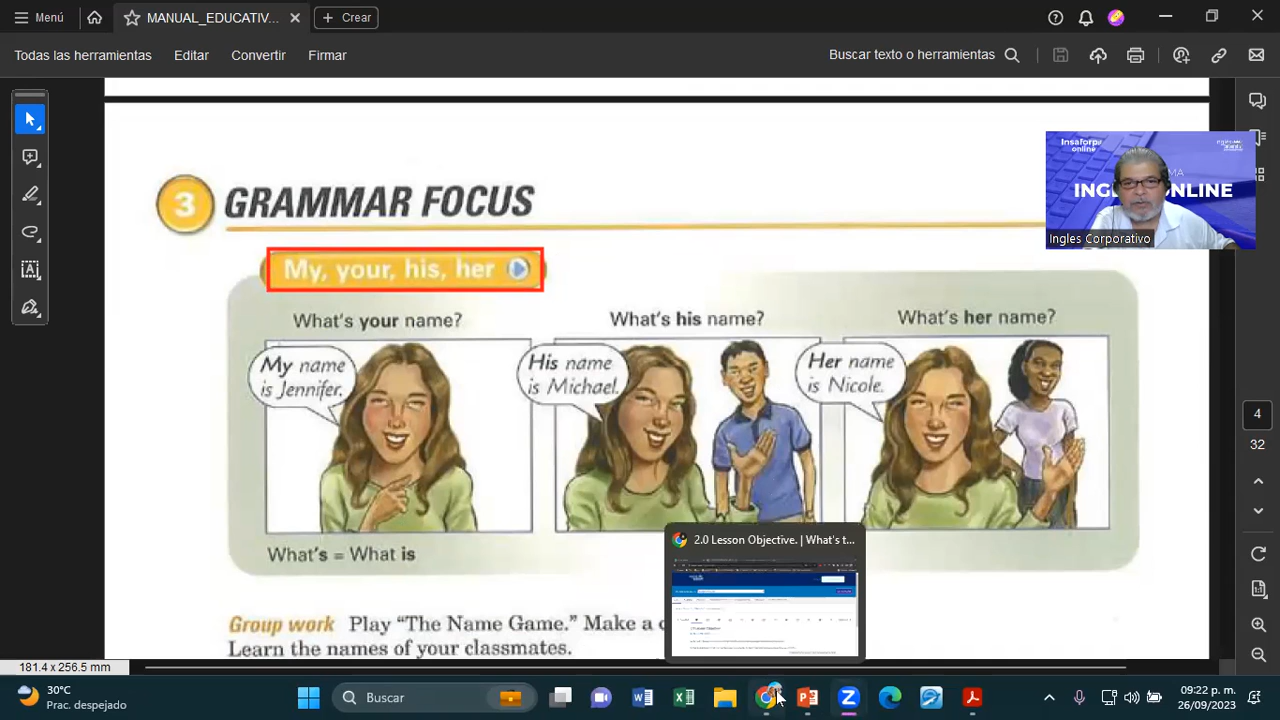 Menú
MANUAL_EDUCATIV...
Crear
Todas las herramientas
Editar
Convertir
Firmar
Buscar texto o herramientas
3 GRAMMAR FOCUS
My, your, his, her
What's your name?
What's his name?
What's her name?
My name
is Jennifer.
His name
is Michael.
Her name
is Nicole.
What's = What is
Group work Play “The Name Game.” Make a c
Learn the names of your classmates.
Insaforp
online
INGL
ONLINE
Ingles Corporativo
4
32
2.0 Lesson Objective. | What's t...
181.4 x 256.5 mm
30°C
Prc. despejado
Buscar
09:22 p. m.
26/09/2023